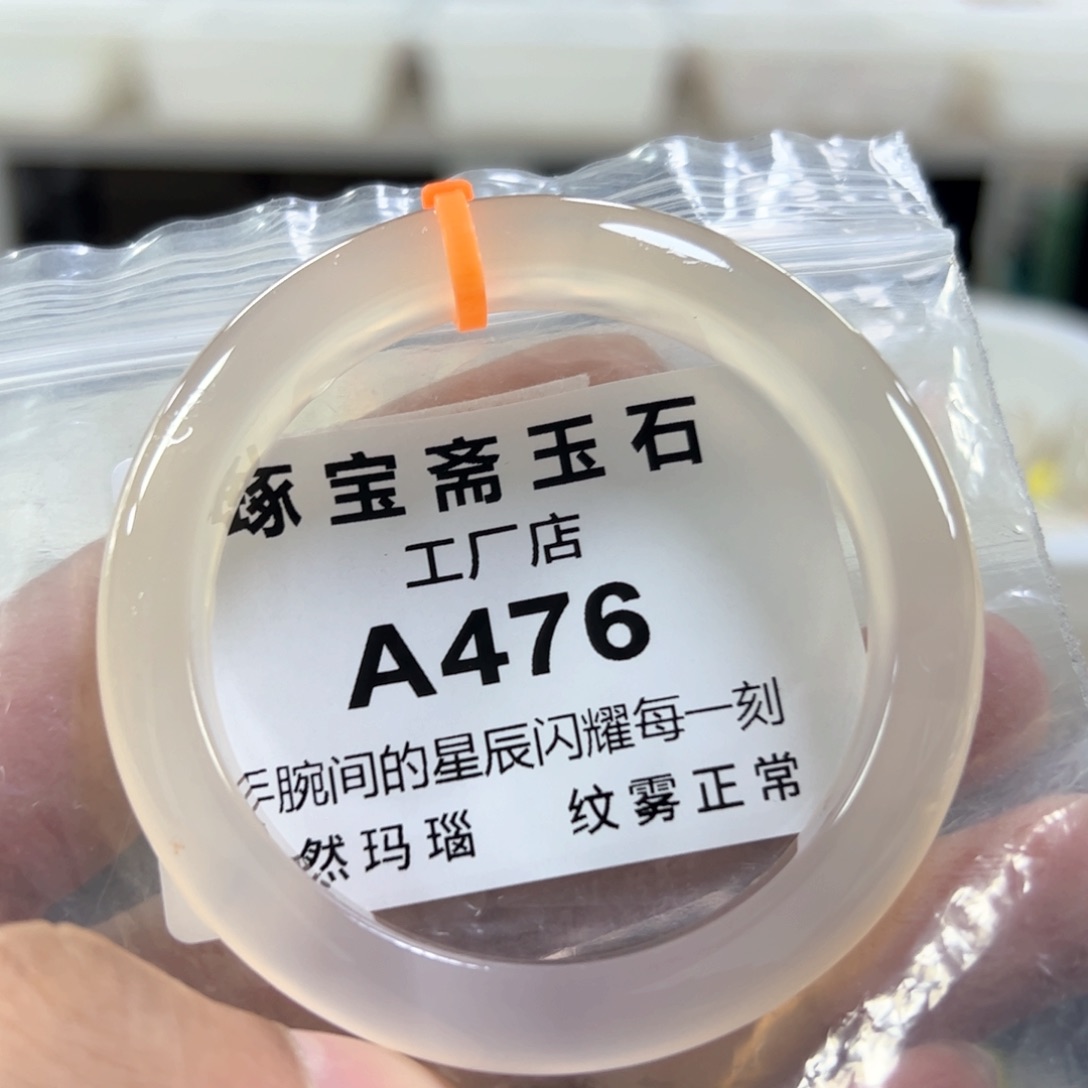 琢宝斋玉石
工厂店
A476
腕间的星辰闪耀每一刻
然玛瑙 纹雾正常